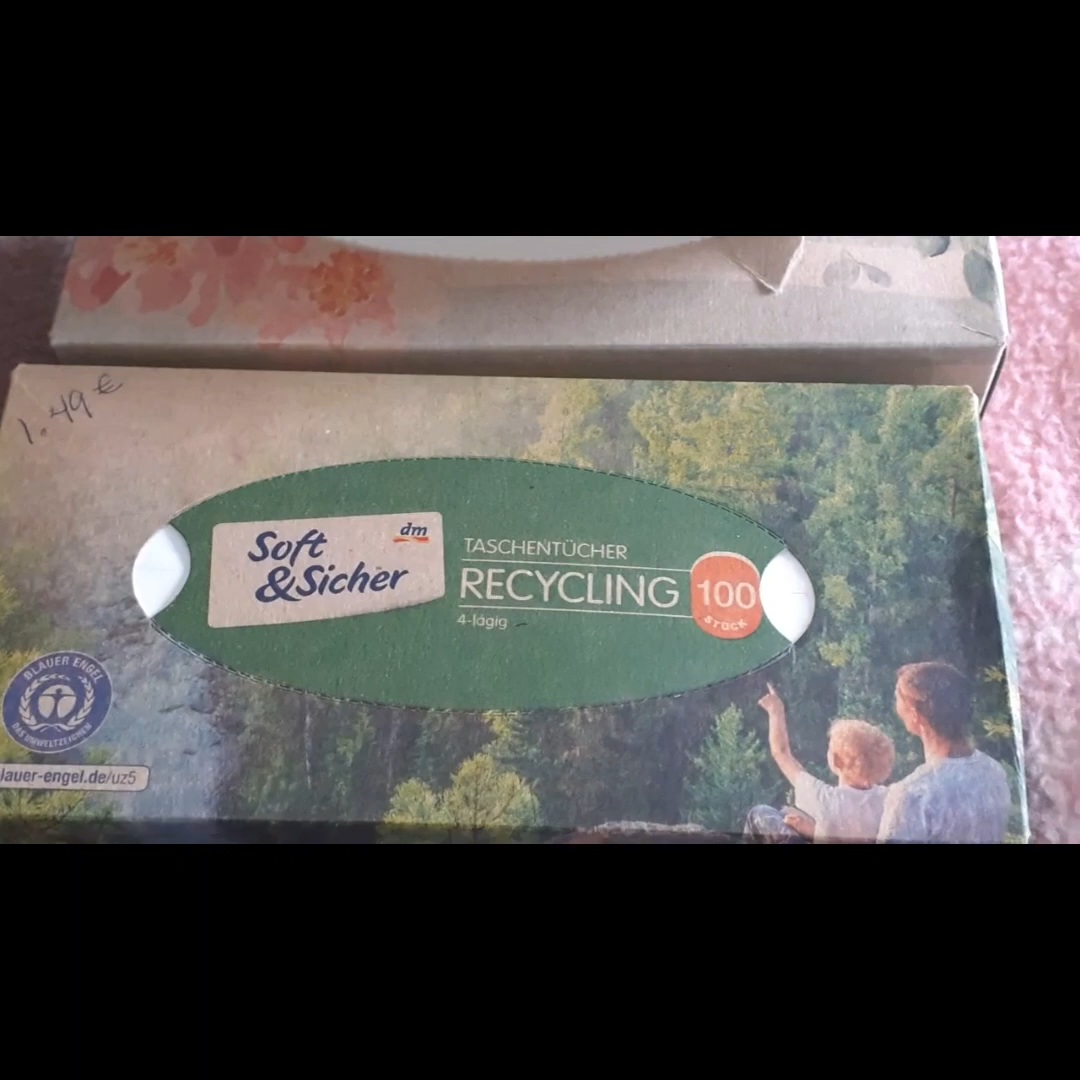 1.49 €
Soft
&Sicher
dm
TASCHENTÜCHER
RECYCLING
4-lagig
100
STÜCK
BLAUER ENGEL
DAS UMWELTZEICHEN
lauer-engel.de/uz5